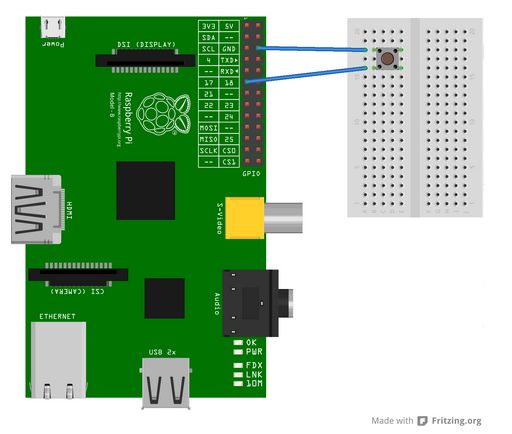 Power
DSI (DISPLAY)
3V3 5V
SDA --
SCL GND
4 TXD
-- RXD
17 18
21 --
22 23
-- 24
MOSI --
MISO 25
SCLK CS0
-- CS1
GPIO
Raspberry Pi
Model-B
HDMI
S-Video
CSI (CAMERA)
Audio
ETHERNET
USB 2x
OK
PWR
FDX
LNK
10M
Made with Fritzing.org